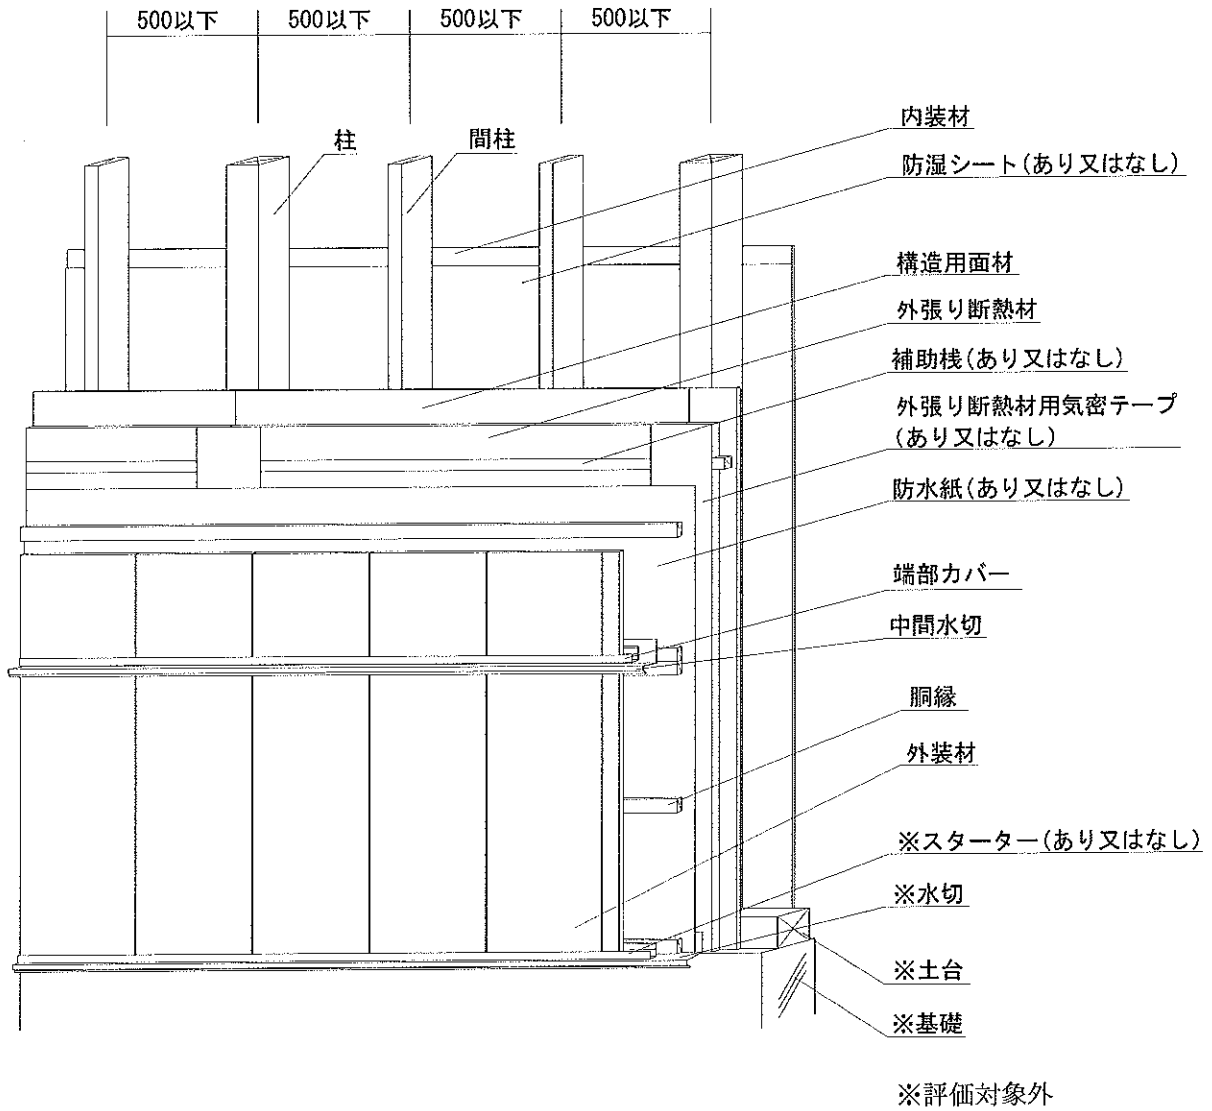 500以下 500以下 500以下 500以下
柱
間柱
内装材
防湿シート(あり又はなし)
構造用面材
外張り断熱材
補助桟(あり又はなし)
外張り断熱材用気密テープ
(あり又はなし)
防水紙(あり又はなし)
端部カバー
中間水切
胴縁
外装材
※スターター(あり又はなし)
※水切
※土台
※基礎
※評価対象外